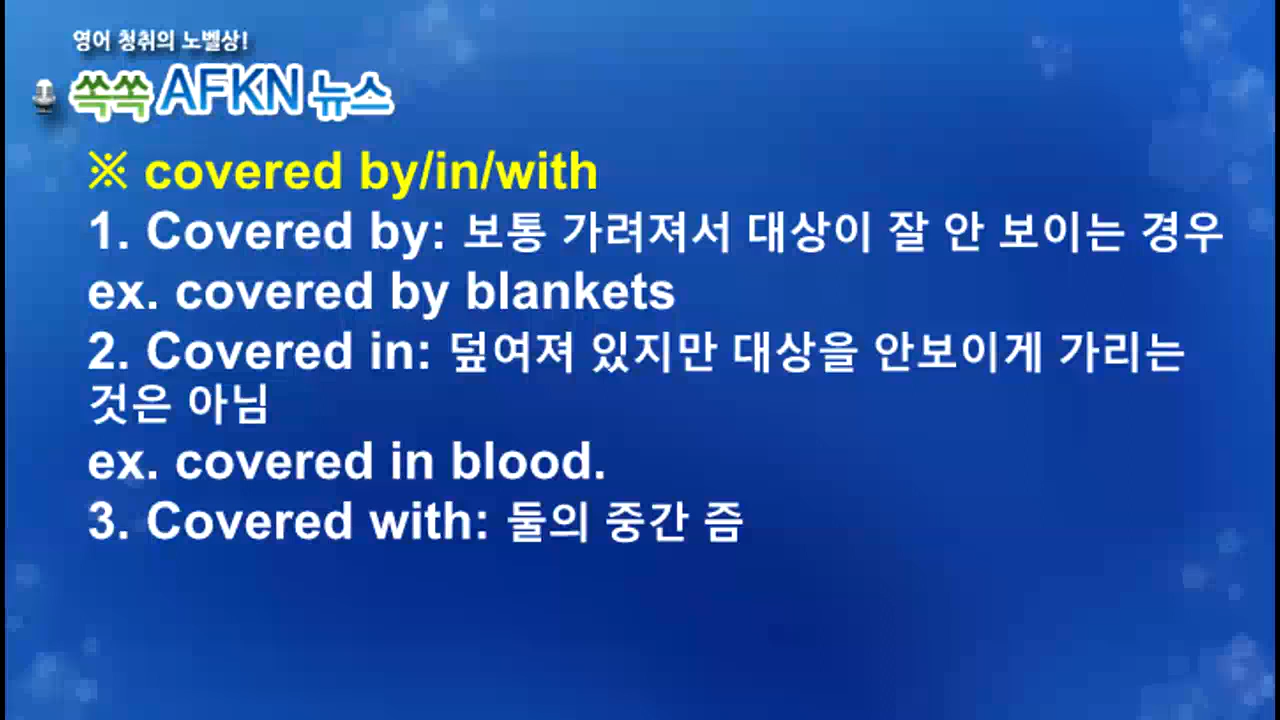 영어 청취의 노벨상!
쏙쏙 AFKN 뉴스
※ covered by/in/with
1. Covered by: 보통 가려져서 대상이 잘 안 보이는 경우
ex. covered by blankets
2. Covered in: 덮여져 있지만 대상을 안보이게 가리는
것은 아님
ex. covered in blood.
3. Covered with: 둘의 중간 즘